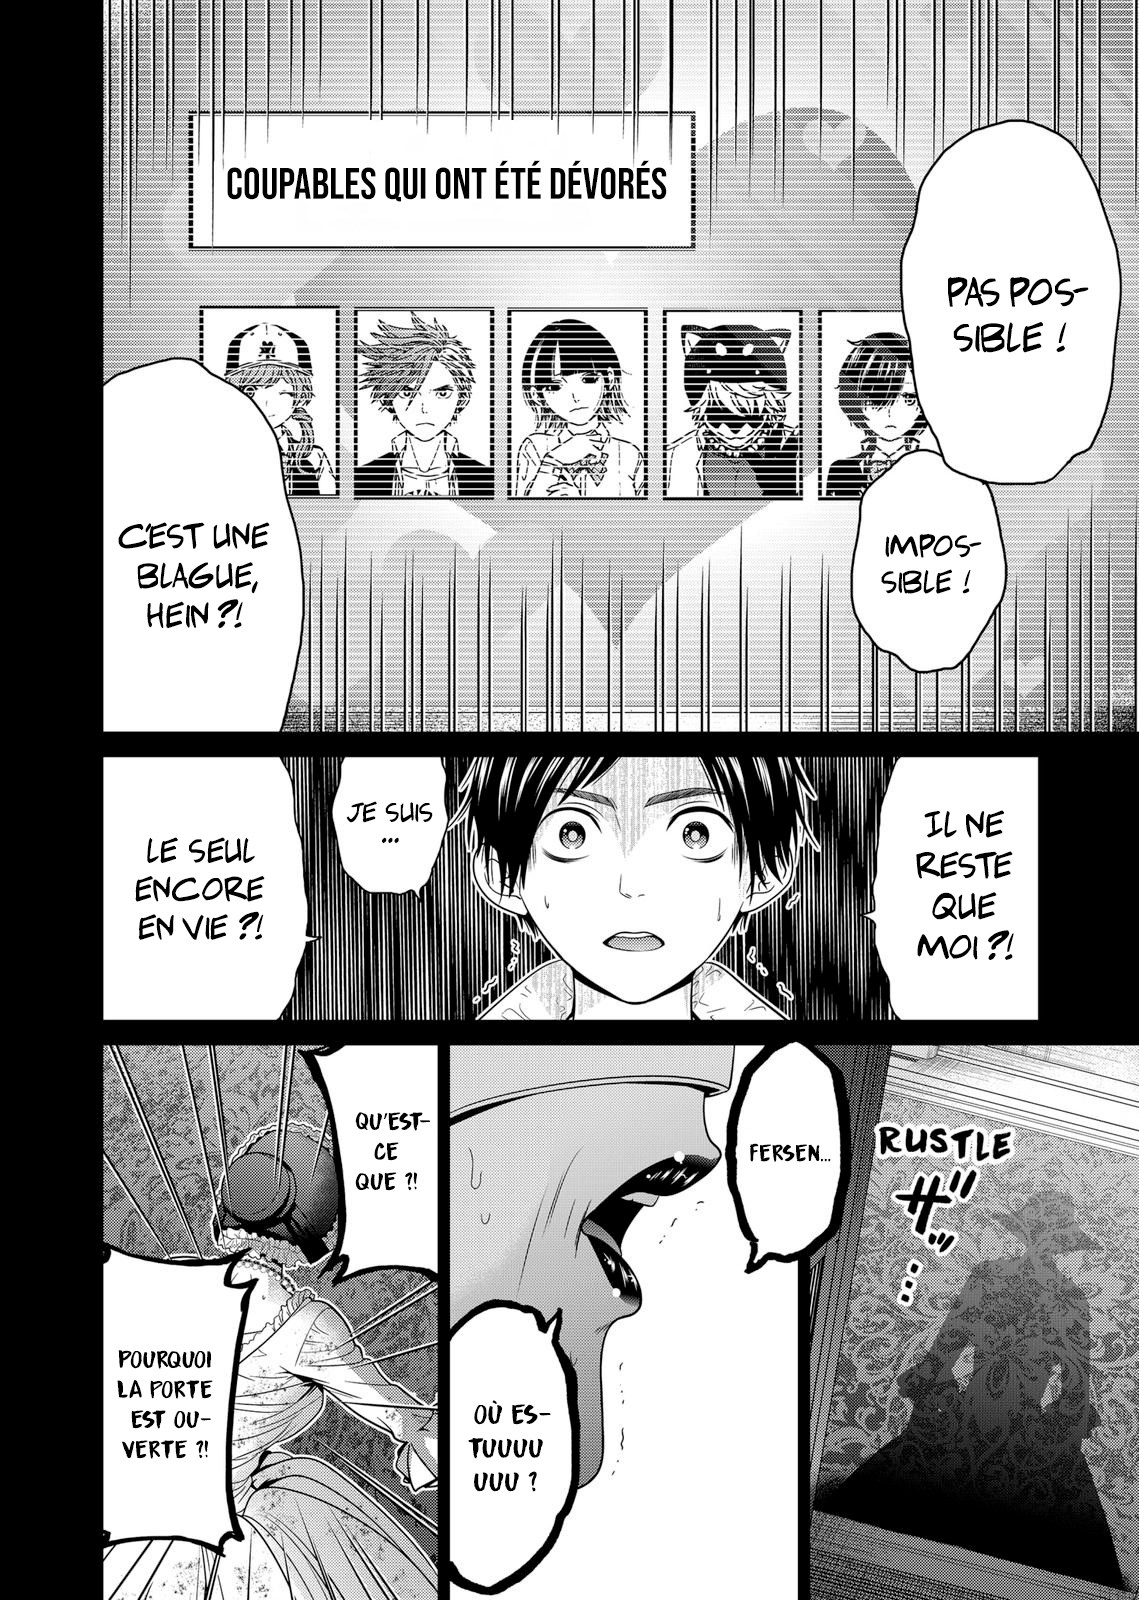 COUPABLES QUI ONT ÉTÉ DÉVORÉS
PAS POS-
SIBLE !
IMPOS-
SIBLE !
C'EST UNE
BLAGUE,
HEIN ?!
IL NE
RESTE
QUE
MOI ?!
JE SUIS
...
LE SEUL
ENCORE
EN VIE ?!
RUSTLE
ザッ…
FERSEN...
OÙ ES-
TUUUU
UUU ?
QU'EST-
CE
QUE ?!
POURQUOI
LA PORTE
EST OU-
VERTE ?!